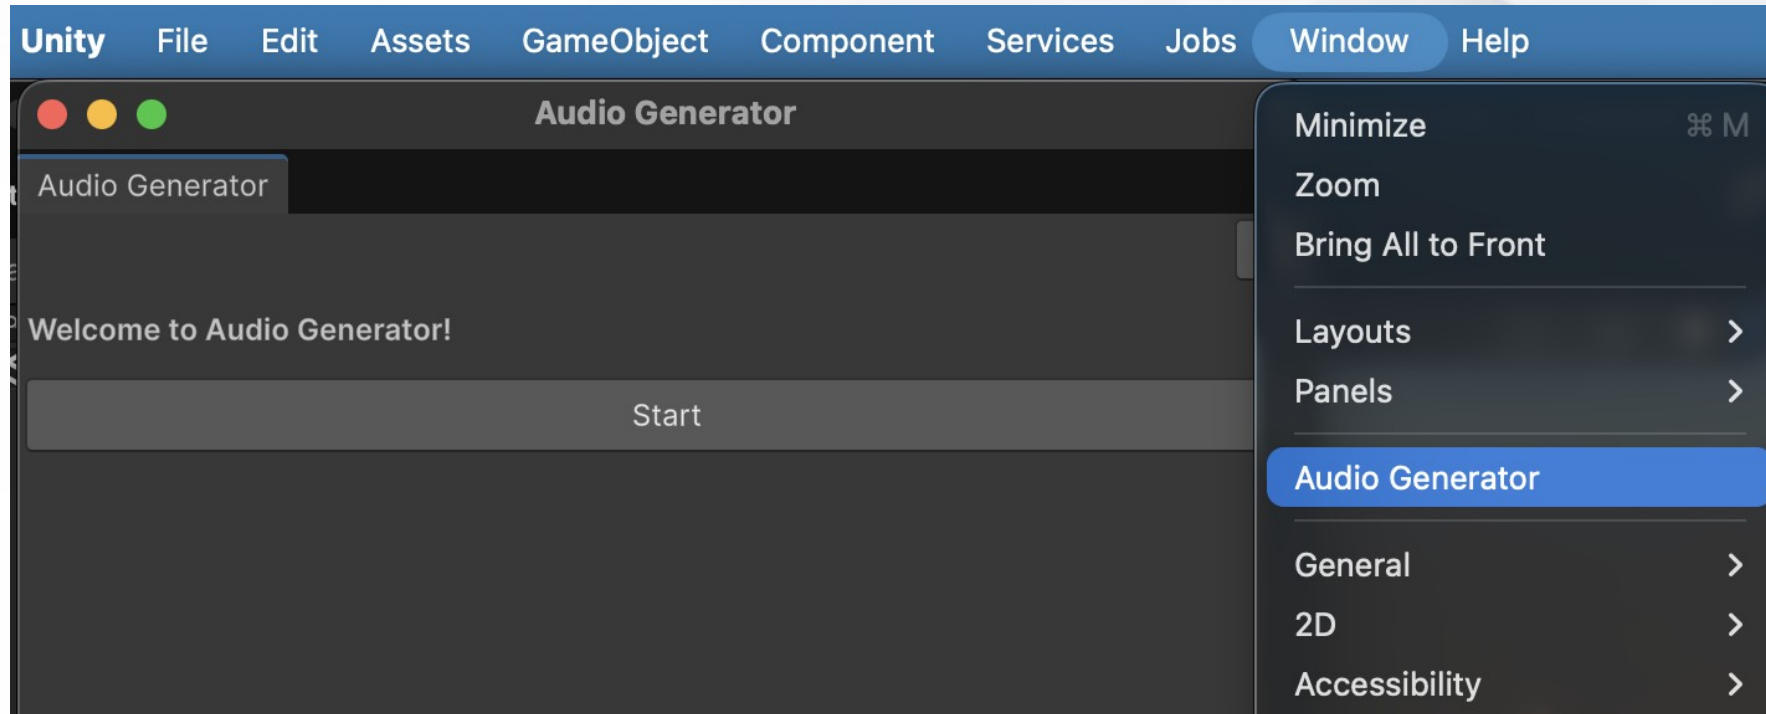 Unity File Edit Assets GameObject Component Services Jobs Window Help
Audio Generator
Audio Generator
Welcome to Audio Generator!
Start
Minimize ⌘ M
Zoom
Bring All to Front
Layouts
Panels
Audio Generator
General
2D
Accessibility